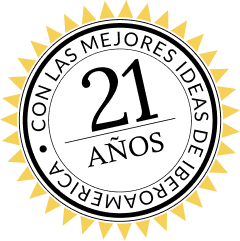 • CON LAS MEJORES IDEAS DE IBEROAMERICA
21
AÑOS